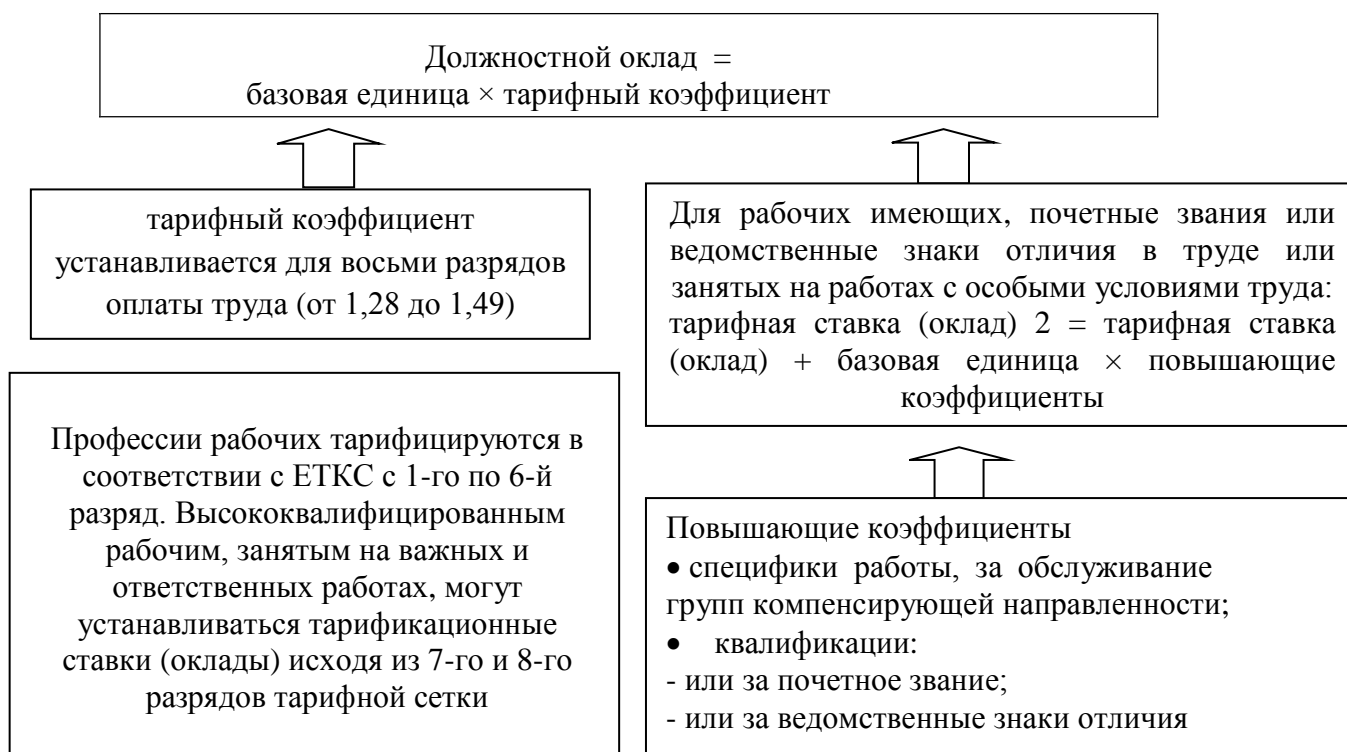 Должностной оклад =
базовая единица × тарифный коэффициент
тарифный коэффициент
устанавливается для восьми разрядов
оплаты труда (от 1,28 до 1,49)
Для рабочих имеющих, почетные звания или
ведомственные знаки отличия в труде или
занятых на работах с особыми условиями труда:
тарифная ставка (оклад) 2 = тарифная ставка
(оклад) + базовая единица × повышающие
коэффициенты
Профессии рабочих тарифицируются в
соответствии с ЕТКС с 1-го по 6-й
разряд. Высококвалифицированным
рабочим, занятым на важных и
ответственных работах, могут
устанавливаться тарификационные
ставки (оклады) исходя из 7-го и 8-го
разрядов тарифной сетки
Повышающие коэффициенты
• специфики работы, за обслуживание
групп компенсирующей направленности;
• квалификации:
- или за почетное звание;
- или за ведомственные знаки отличия